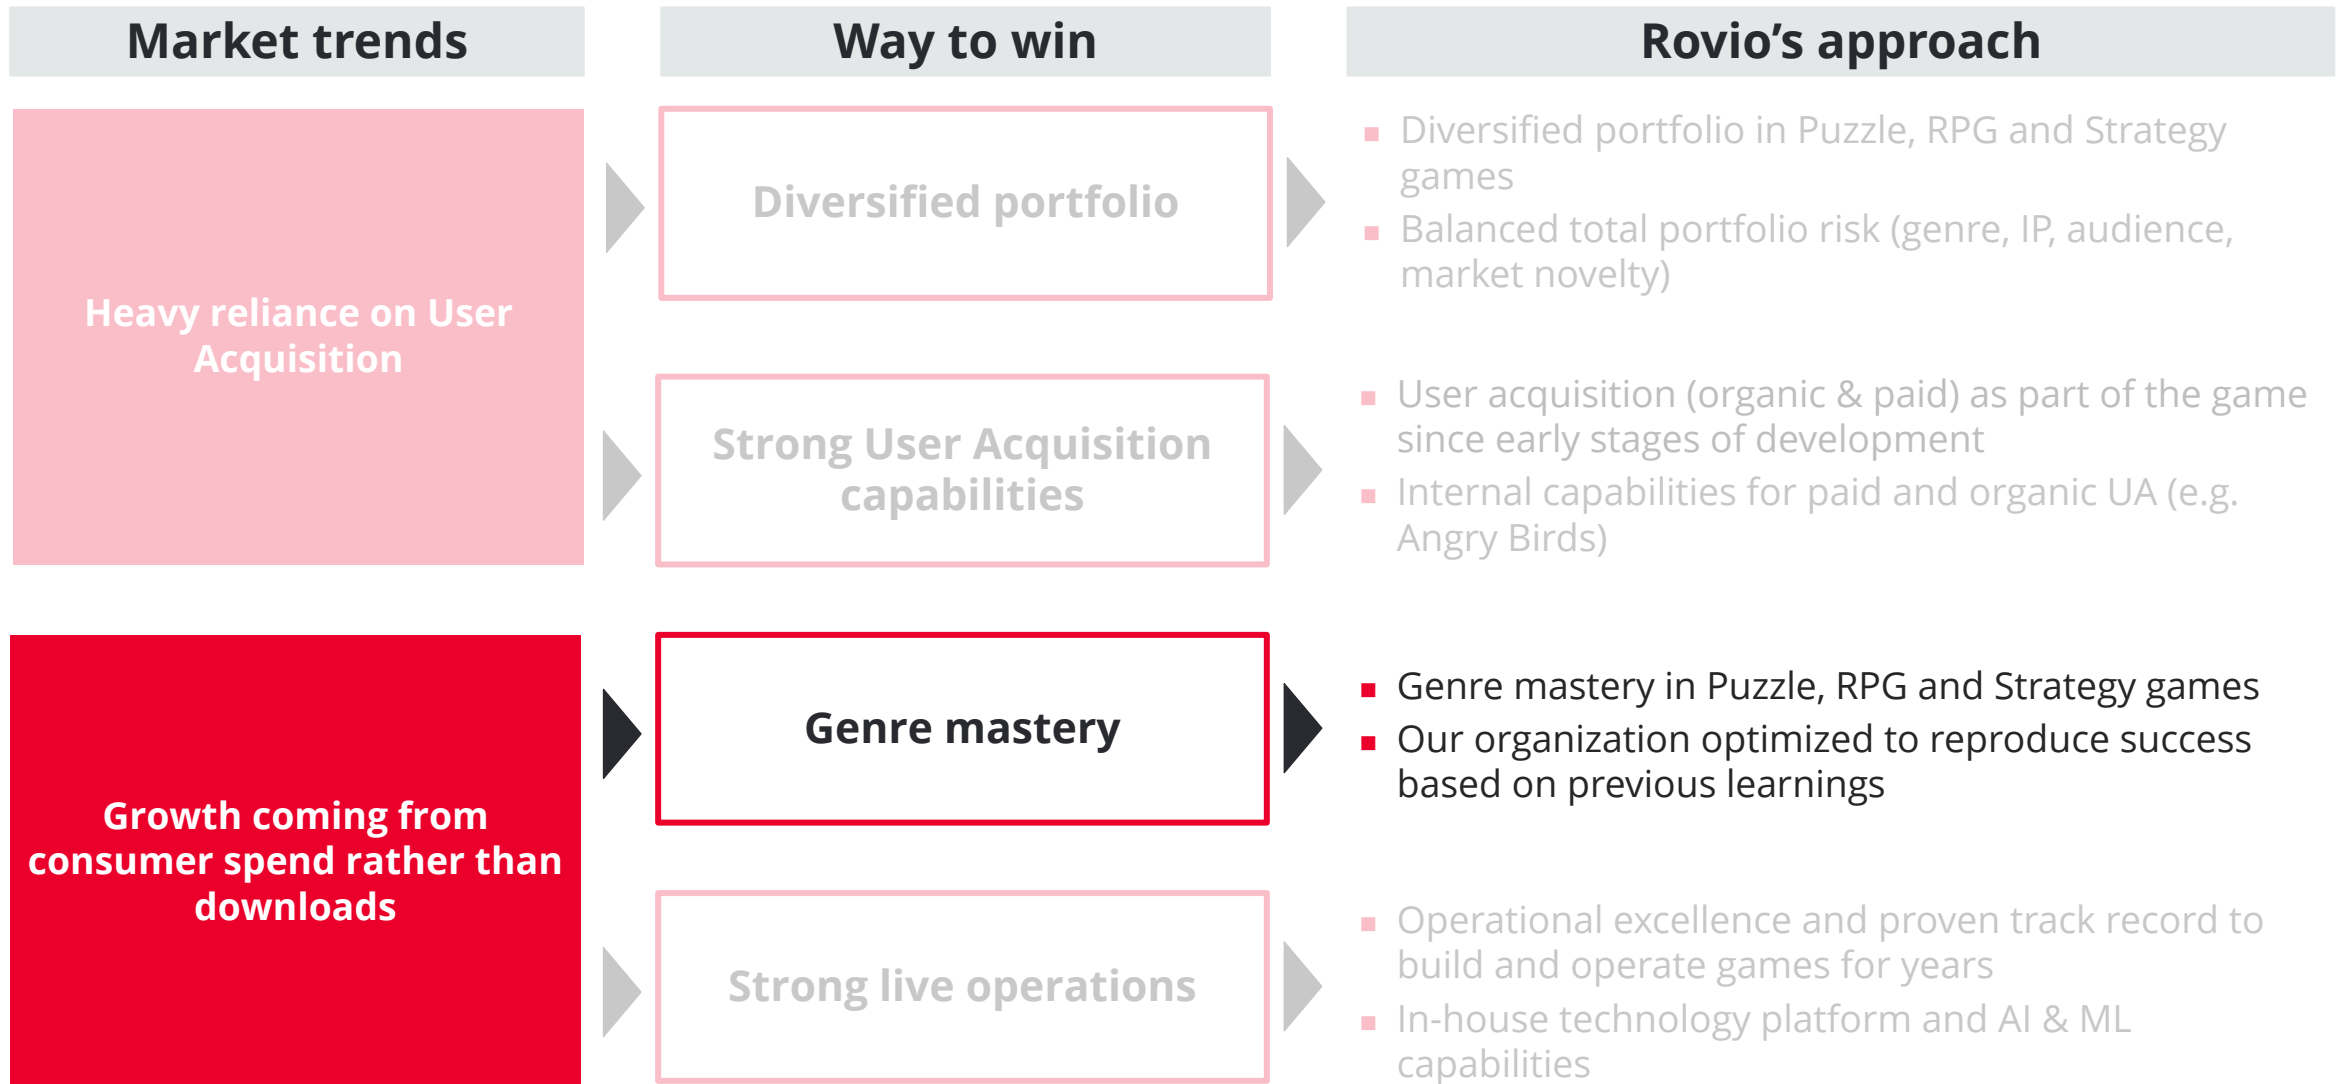 Market trends
Way to win
Rovio's approach
Heavy reliance on User
Acquisition
Diversified portfolio
▪ Diversified portfolio in Puzzle, RPG and Strategy
games
▪ Balanced total portfolio risk (genre, IP, audience,
market novelty)
Strong User Acquisition
capabilities
▪ User acquisition (organic & paid) as part of the game
since early stages of development
▪ Internal capabilities for paid and organic UA (e.g.
Angry Birds)
Growth coming from
consumer spend rather than
downloads
Genre mastery
▪ Genre mastery in Puzzle, RPG and Strategy games
▪ Our organization optimized to reproduce success
based on previous learnings
Strong live operations
▪ Operational excellence and proven track record to
build and operate games for years
▪ In-house technology platform and AI & ML
capabilities